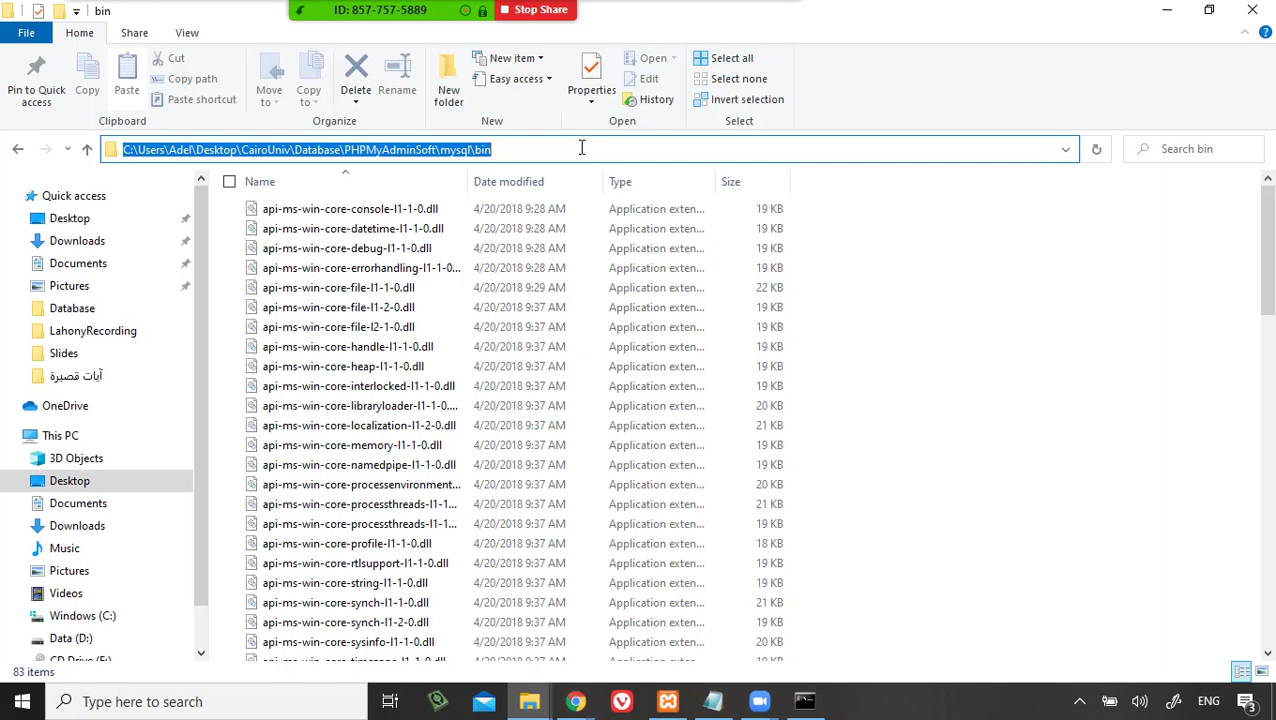 bin
ID: 857-757-5889
Stop Share
File
Home
Share
View
Pin to Quick access
Copy
Paste
Cut
Copy path
Paste shortcut
Clipboard
Move to
Copy to
Delete
Rename
Organize
New folder
New item
Easy access
New
Properties
Open
Edit
History
Open
Select all
Select none
Invert selection
Select
C:\Users\Adel\Desktop\CairoUniv\Database\PHPMyAdminSoft\mysql\bin
Search bin
Name Date modified Type Size
Quick access
Desktop
Downloads
Documents
Pictures
Database
LahonyRecording
Slides
آيات قصيرة
OneDrive
This PC
3D Objects
Desktop
Documents
Downloads
Music
Pictures
Videos
Windows (C:)
Data (D:)
CD Drive (F:)
api-ms-win-core-console-l1-1-0.dll 4/20/2018 9:28 AM Application exten... 19 KB
api-ms-win-core-datetime-l1-1-0.dll 4/20/2018 9:28 AM Application exten... 19 KB
api-ms-win-core-debug-l1-1-0.dll 4/20/2018 9:28 AM Application exten... 19 KB
api-ms-win-core-errorhandling-l1-1-0... 4/20/2018 9:28 AM Application exten... 19 KB
api-ms-win-core-file-l1-1-0.dll 4/20/2018 9:29 AM Application exten... 22 KB
api-ms-win-core-file-l1-2-0.dll 4/20/2018 9:37 AM Application exten... 19 KB
api-ms-win-core-file-l2-1-0.dll 4/20/2018 9:37 AM Application exten... 19 KB
api-ms-win-core-handle-l1-1-0.dll 4/20/2018 9:37 AM Application exten... 19 KB
api-ms-win-core-heap-l1-1-0.dll 4/20/2018 9:37 AM Application exten... 19 KB
api-ms-win-core-interlocked-l1-1-0.dll 4/20/2018 9:37 AM Application exten... 19 KB
api-ms-win-core-libraryloader-l1-1-0.... 4/20/2018 9:37 AM Application exten... 20 KB
api-ms-win-core-localization-l1-2-0.dll 4/20/2018 9:37 AM Application exten... 21 KB
api-ms-win-core-memory-l1-1-0.dll 4/20/2018 9:37 AM Application exten... 19 KB
api-ms-win-core-namedpipe-l1-1-0.dll 4/20/2018 9:37 AM Application exten... 19 KB
api-ms-win-core-processenvironment... 4/20/2018 9:37 AM Application exten... 20 KB
api-ms-win-core-processthreads-l1-1... 4/20/2018 9:37 AM Application exten... 21 KB
api-ms-win-core-processthreads-l1-1... 4/20/2018 9:37 AM Application exten... 19 KB
api-ms-win-core-profile-l1-1-0.dll 4/20/2018 9:37 AM Application exten... 18 KB
api-ms-win-core-rtlsupport-l1-1-0.dll 4/20/2018 9:37 AM Application exten... 19 KB
api-ms-win-core-string-l1-1-0.dll 4/20/2018 9:37 AM Application exten... 19 KB
api-ms-win-core-synch-l1-1-0.dll 4/20/2018 9:37 AM Application exten... 21 KB
api-ms-win-core-synch-l1-2-0.dll 4/20/2018 9:37 AM Application exten... 19 KB
api-ms-win-core-sysinfo-l1-1-0.dll 4/20/2018 9:37 AM Application exten... 20 KB
83 items
Type here to search
ENG
3